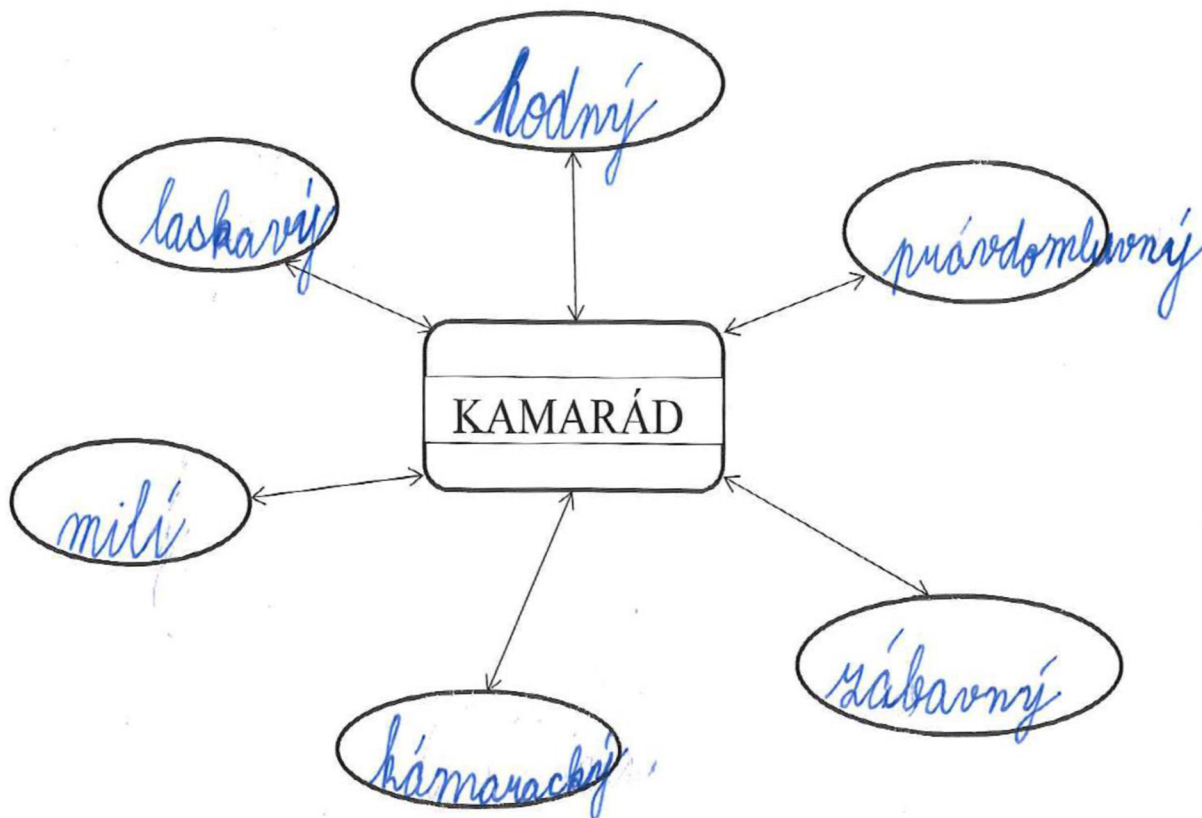 hodný
laskavý
právdomluvný
KAMARÁD
milí
kámaracký
zábavný